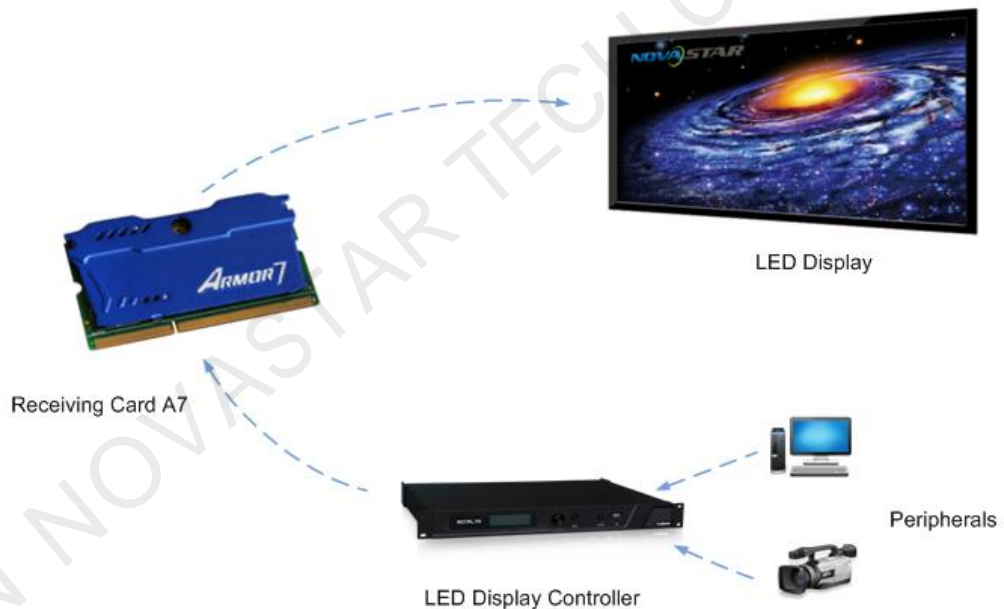 NOVASTAR
LED Display
ARMOR7
Receiving Card A7
Peripherals
LED Display Controller
N NOVASTAR TECH